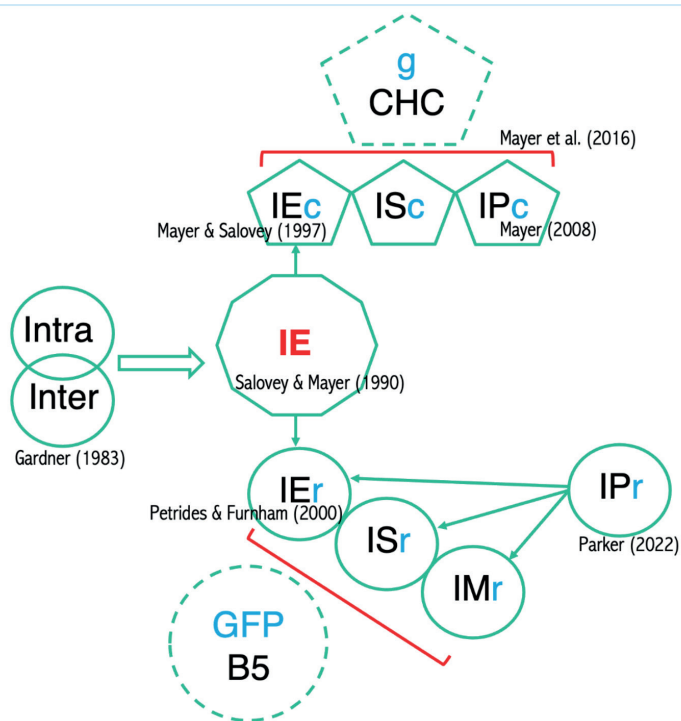 g
CHC
Mayer et al. (2016)
IEc
ISc
IPc
Mayer & Salovey (1997)
Mayer (2008)
Intra
Inter
Gardner (1983)
IE
Salovey & Mayer (1990)
IEr
Petrides & Furnham (2000)
ISr
IMr
IPr
Parker (2022)
GFP
B5